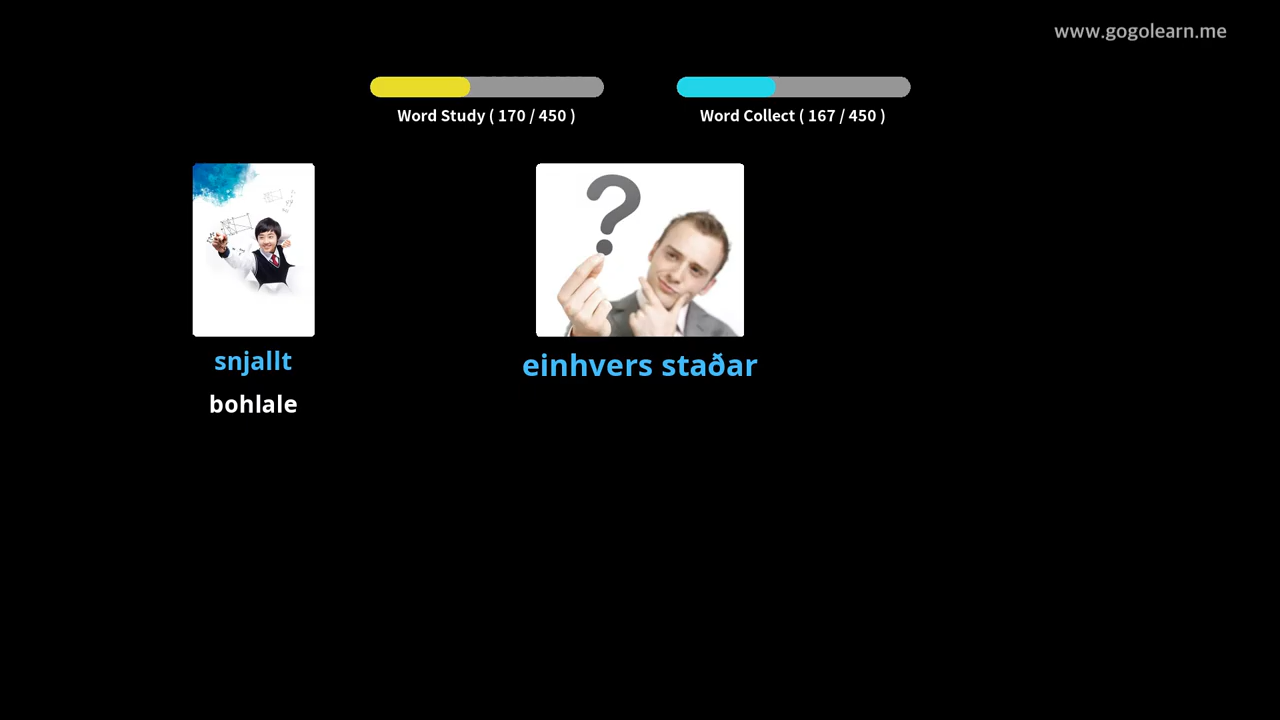 www.gogolearn.me
Word Study ( 170 / 450 )
Word Collect ( 167 / 450 )
snjallt
bohlale
einhvers staðar